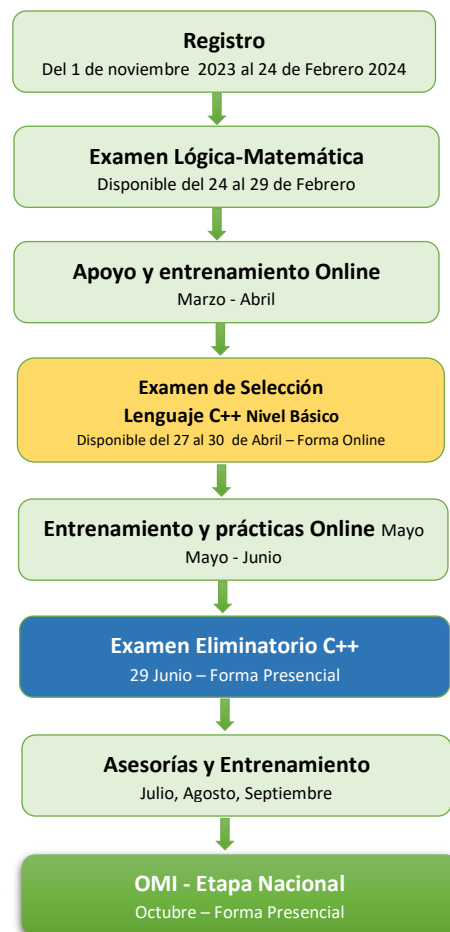 Registro
Del 1 de noviembre 2023 al 24 de Febrero 2024
Examen Lógica-Matemática
Disponible del 24 al 29 de Febrero
Apoyo y entrenamiento Online
Marzo - Abril
Examen de Selección
Lenguaje C++ Nivel Básico
Disponible del 27 al 30 de Abril – Forma Online
Entrenamiento y prácticas Online Mayo
Mayo - Junio
Examen Eliminatorio C++
29 Junio – Forma Presencial
Asesorías y Entrenamiento
Julio, Agosto, Septiembre
OMI - Etapa Nacional
Octubre – Forma Presencial